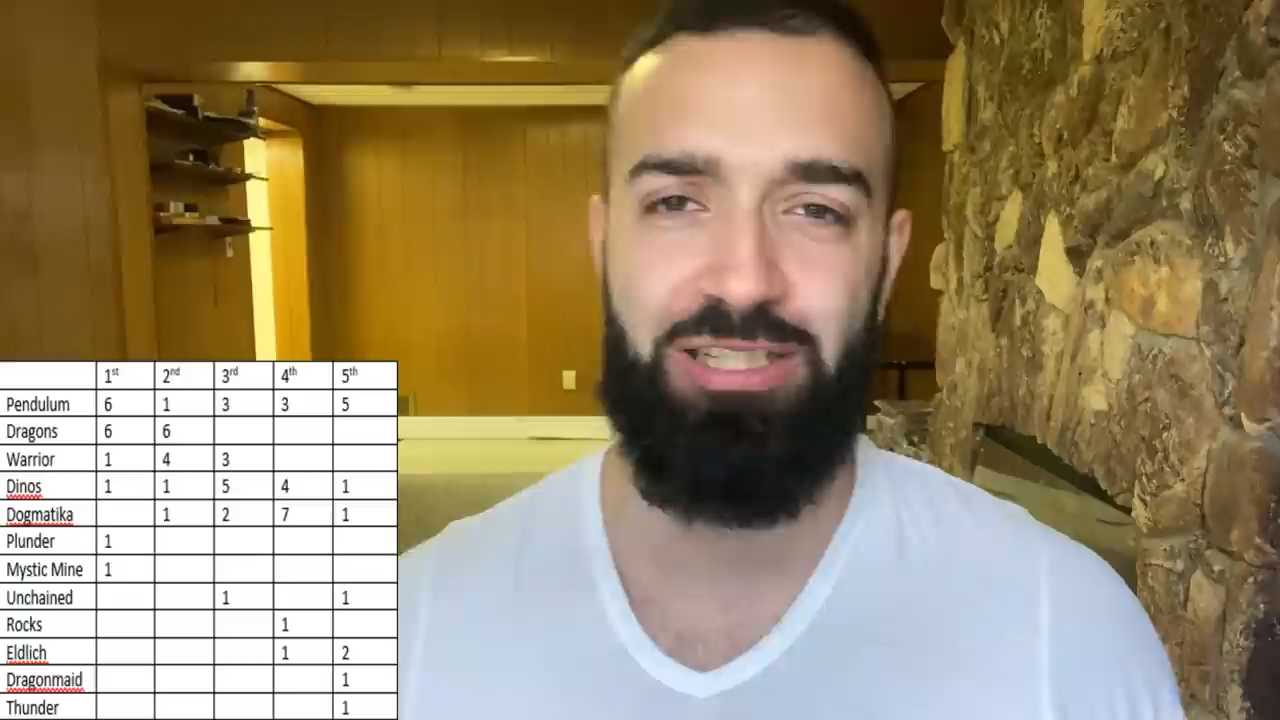 1st 2nd 3rd 4th 5th
Pendulum 6 1 3 3 5
Dragons 6 6
Warrior 1 4 3
Dinos 1 1 5 4 1
Dogmatika 1 2 7 1
Plunder 1
Mystic Mine 1
Unchained 1 1
Rocks 1
Eldlich 1 2
Dragonmaid 1
Thunder 1